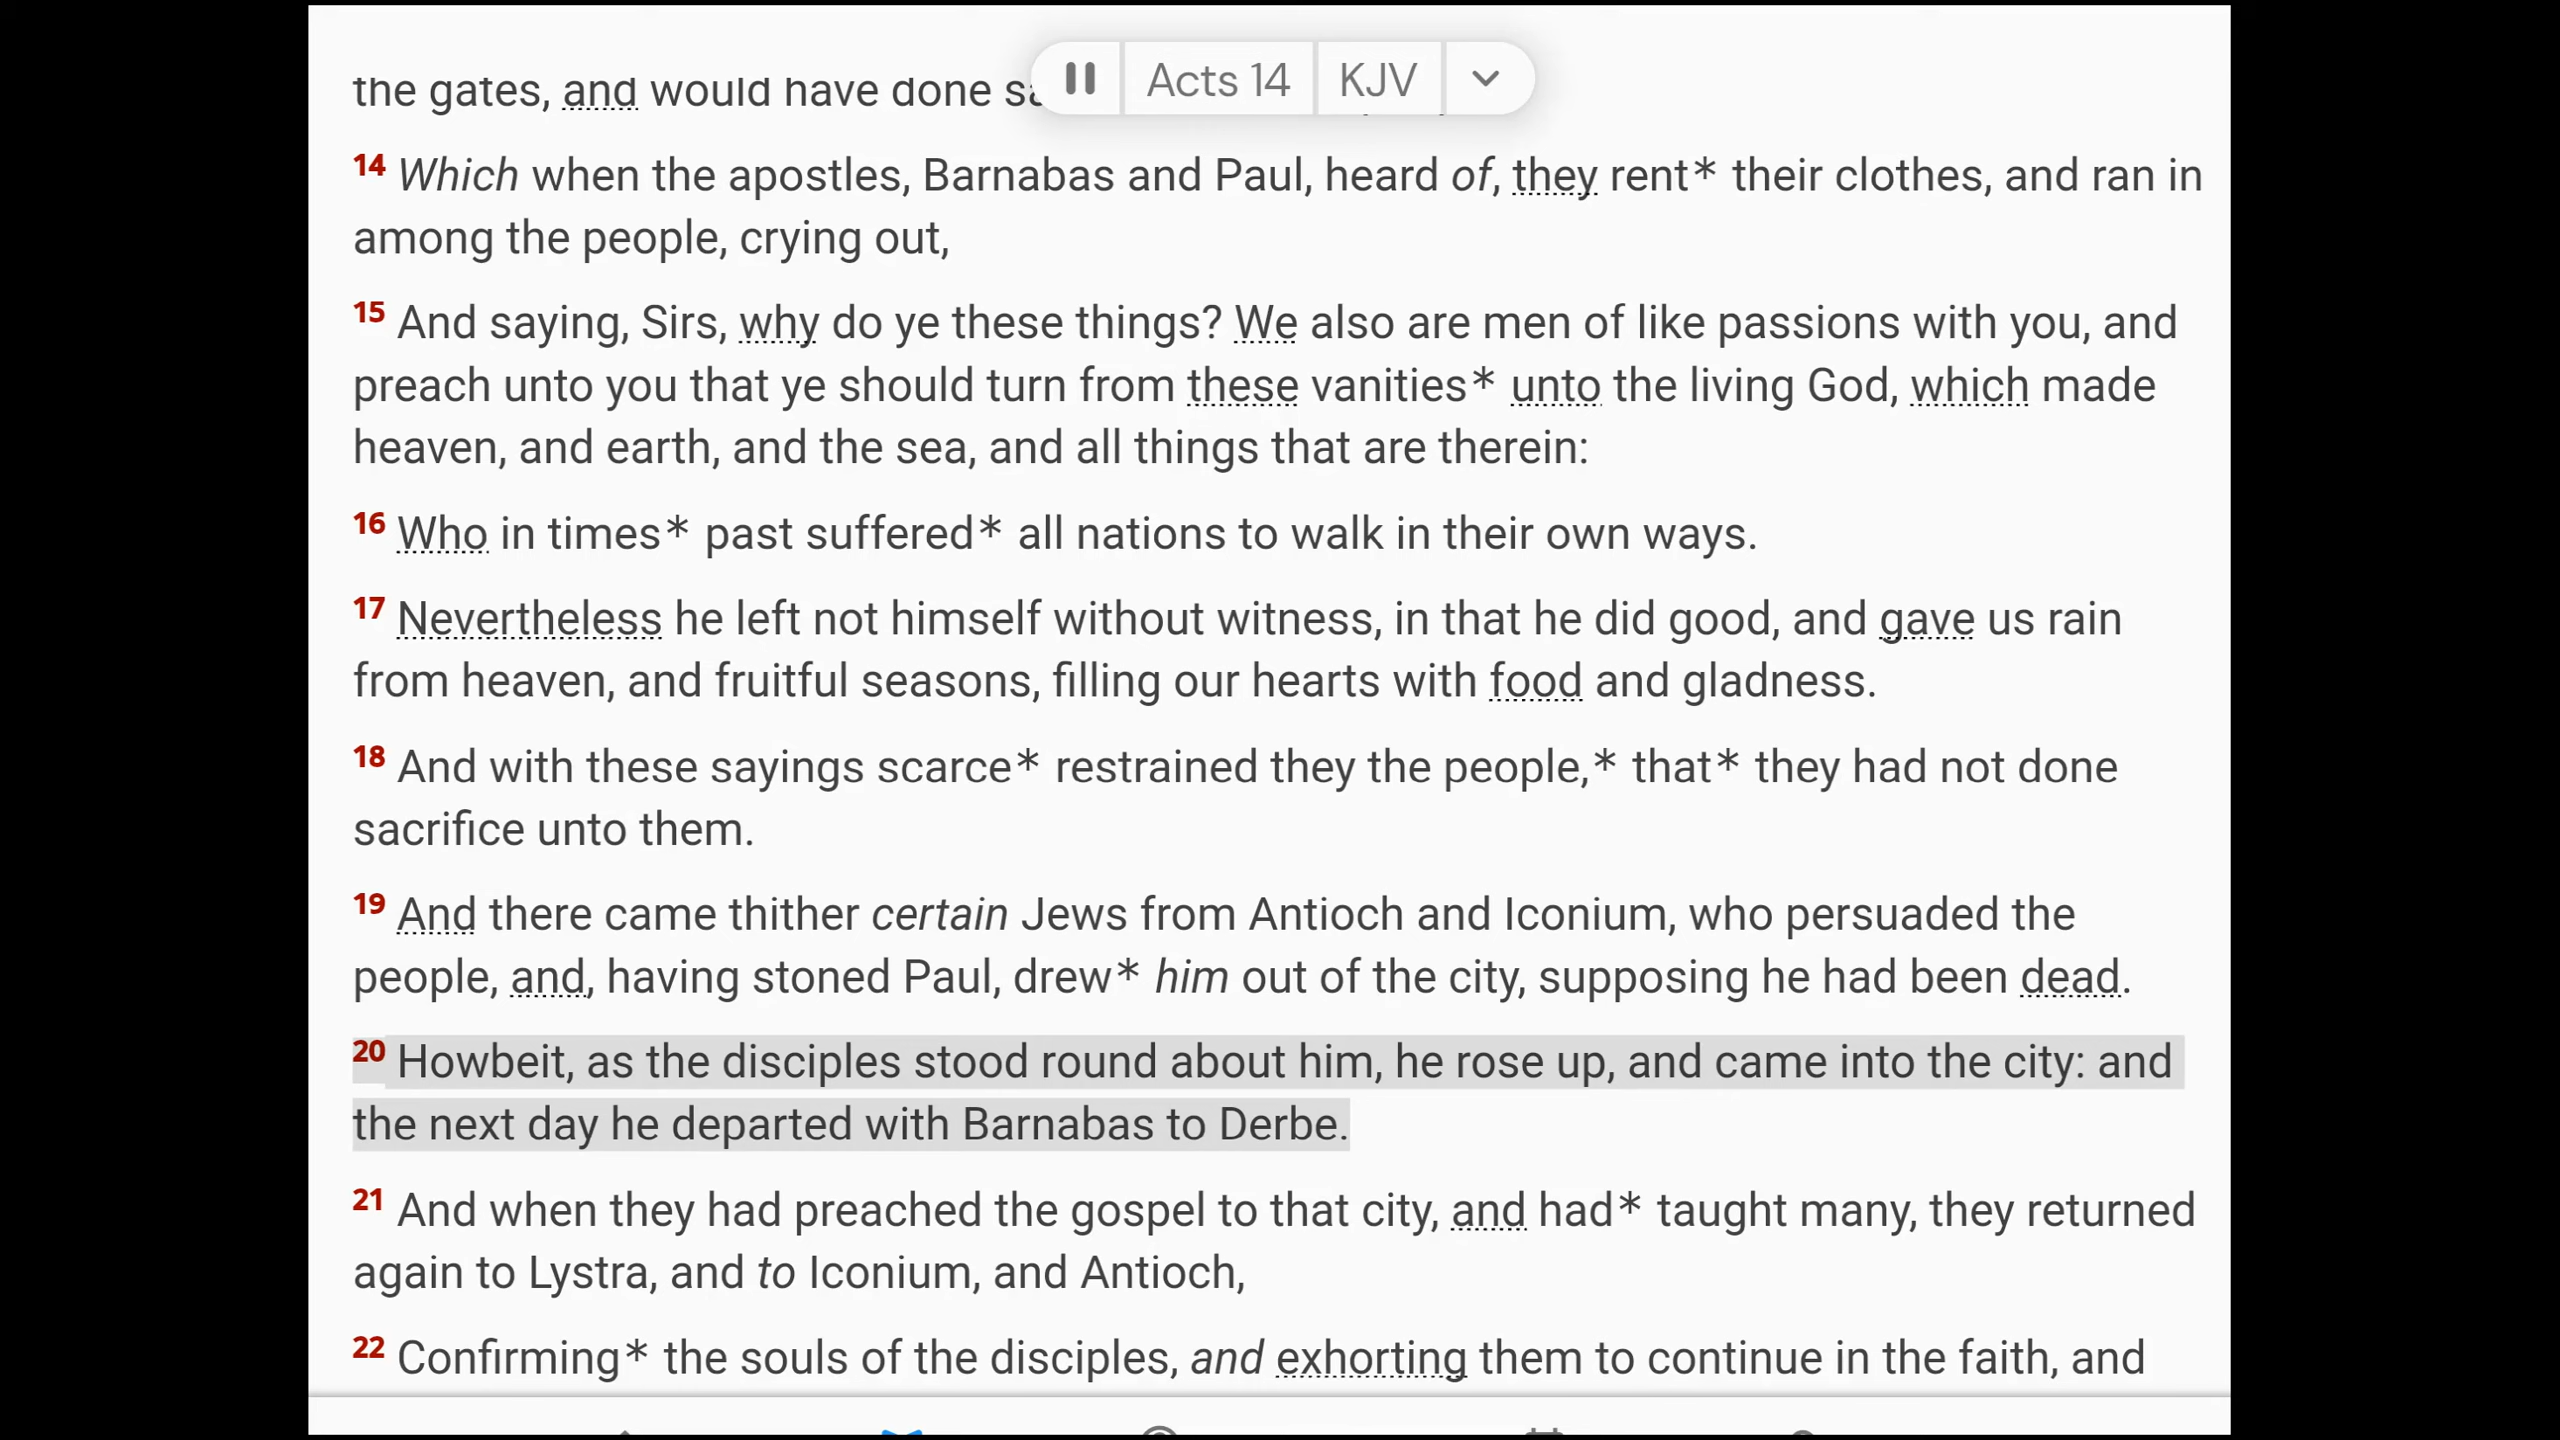 Acts 14 KJV
the gates, and would have done
14 Which when the apostles, Barnabas and Paul, heard of, they rent* their clothes, and ran in
among the people, crying out,
15 And saying, Sirs, why do ye these things? We also are men of like passions with you, and
preach unto you that ye should turn from these vanities* unto the living God, which made
heaven, and earth, and the sea, and all things that are therein:
16 Who in times* past suffered* all nations to walk in their own ways.
17 Nevertheless he left not himself without witness, in that he did good, and gave us rain
from heaven, and fruitful seasons, filling our hearts with food and gladness.
18 And with these sayings scarce* restrained they the people,* that* they had not done
sacrifice unto them.
19 And there came thither certain Jews from Antioch and Iconium, who persuaded the
people, and, having stoned Paul, drew* him out of the city, supposing he had been dead.
20 Howbeit, as the disciples stood round about him, he rose up, and came into the city: and
the next day he departed with Barnabas to Derbe.
21 And when they had preached the gospel to that city, and had* taught many, they returned
again to Lystra, and to Iconium, and Antioch,
22 Confirming* the souls of the disciples, and exhorting them to continue in the faith, and